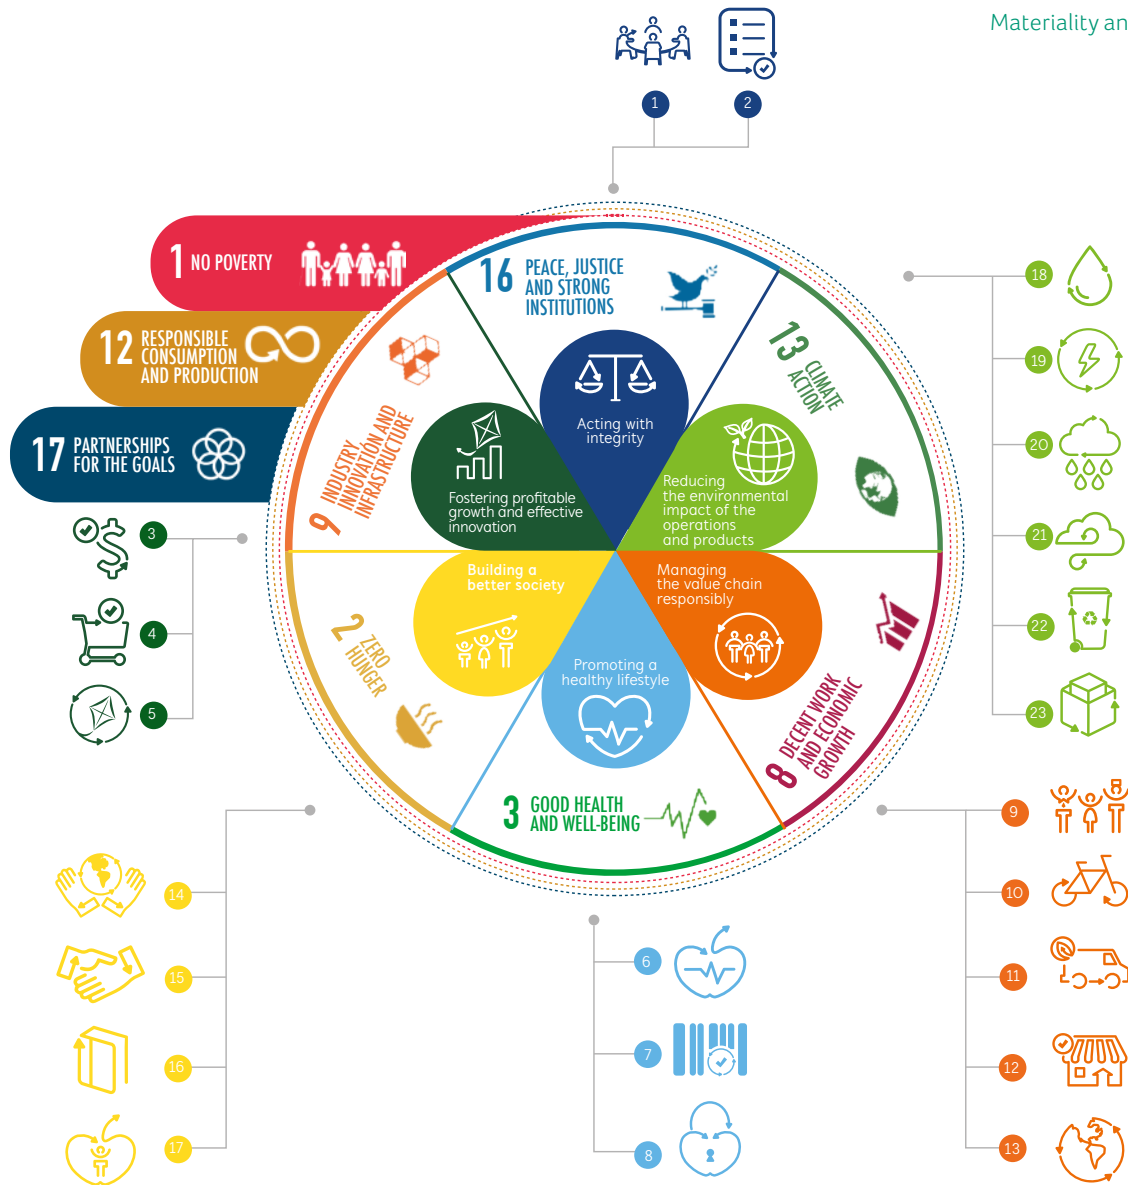 Materiality an
1
2
1 NO POVERTY
12 RESPONSIBLE
CONSUMPTION
AND PRODUCTION
17 PARTNERSHIPS
FOR THE GOALS
16 PEACE, JUSTICE
AND STRONG
INSTITUTIONS
13 CLIMATE
ACTION
9 INDUSTRY,
INNOVATION AND
INFRASTRUCTURE
Acting with
integrity
Fostering profitable
growth and effective
innovation
Reducing
the environmental
impact of the
operations
and products
Building a
better society
Managing
the value chain
responsibly
Promoting a
healthy lifestyle
2 ZERO
HUNGER
8 DECENT WORK
AND ECONOMIC
GROWTH
3 GOOD HEALTH
AND WELL-BEING
3
4
5
18
19
20
21
22
23
14
15
16
17
6
7
8
9
10
11
12
13